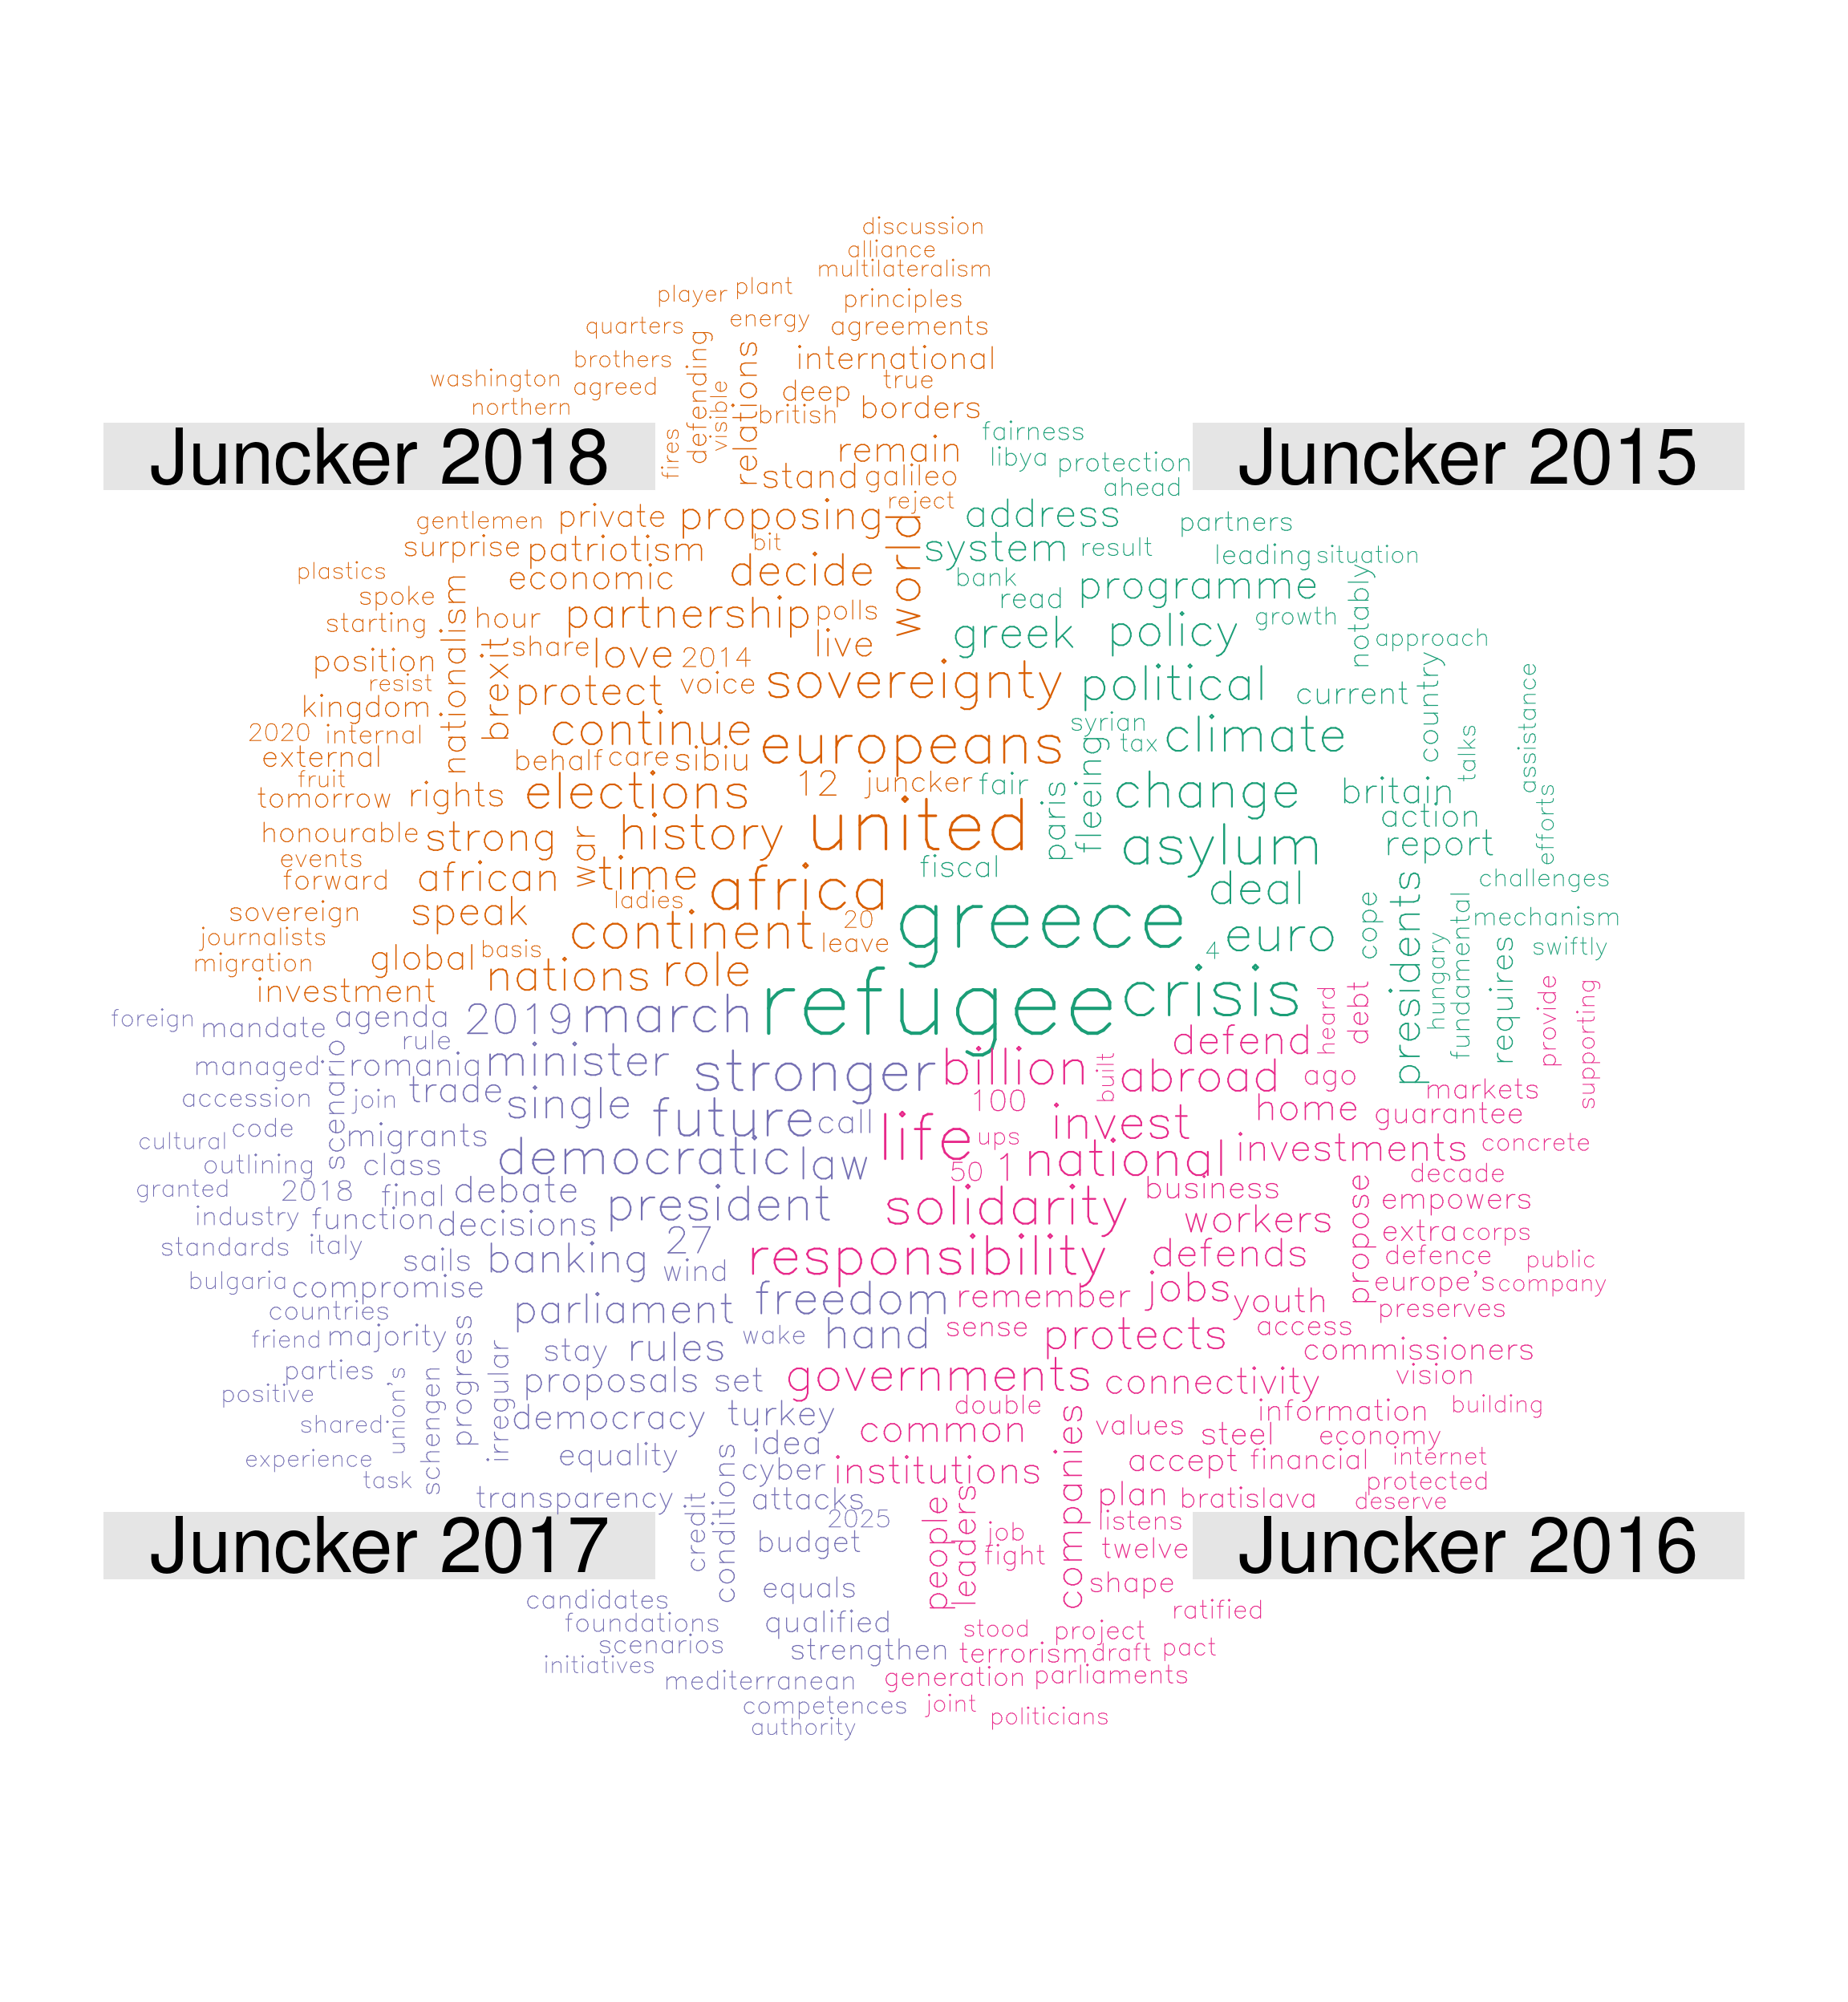 discussion
alliance
multilateralism
player plant principles
quarters energy agreements
brothers defending relations international
washington agreed visible deep true
northern british borders
Juncker 2018
fires remain
stand galileo
reject
gentlemen private proposing world
surprise patriotism bit
plastics economic decide
spoke
starting nationalism hour partnership polls
position brexit share love 2014 live
resist protect voice sovereignty
kingdom
2020 internal continue europeans
external behalf care sibiu
fruit
tomorrow rights elections 12 juncker
honourable strong war history united
events
forward african time africa
ladies
sovereign speak 20
journalists continent leave
migration global basis
investment nations role
fairness
libya protection
ahead
Juncker 2015
address partners
system result leading situation
bank programme notably
read growth
greek policy approach
political current country assistance
syrian
tax climate talks
fleeing
fair paris change britain efforts
action
fiscal asylum report
deal presidents challenges
greece cope fundamental mechanism
4 euro hungary requires swiftly
refugee crisis
foreign mandate agenda 2019 march
rule
managed scenario romania minister stronger
accession join trade single future call
cultural code migrants
outlining class democratic law
granted 2018 final debate president
industry function decisions
standards italy 27
sails banking wind
bulgaria compromise freedom
countries parliament
friend majority progress stay rules wake hand
parties
positive union's schengen irregular proposals set
shared democracy turkey
experience equality idea
task cyber
transparency credit conditions attacks
2025
Juncker 2017
budget
candidates equals
foundations qualified
scenarios strengthen
initiatives
mediterranean
competences
authority
heard debt provide supporting
defend
billion built abroad ago markets
100 home guarantee
life ups invest investments concrete
50 1 national decade
solidarity business propose empowers
workers extra corps
responsibility defends defence public
europe's company
remember jobs youth preserves
sense protects access
commissioners
governments connectivity vision
double companies information building
common values steel economy
institutions accept financial internet
protected
people leaders plan bratislava deserve
listens
Juncker 2016
job
fight twelve
shape
ratified
stood project
terrorism draft pact
generation parliaments
joint
politicians